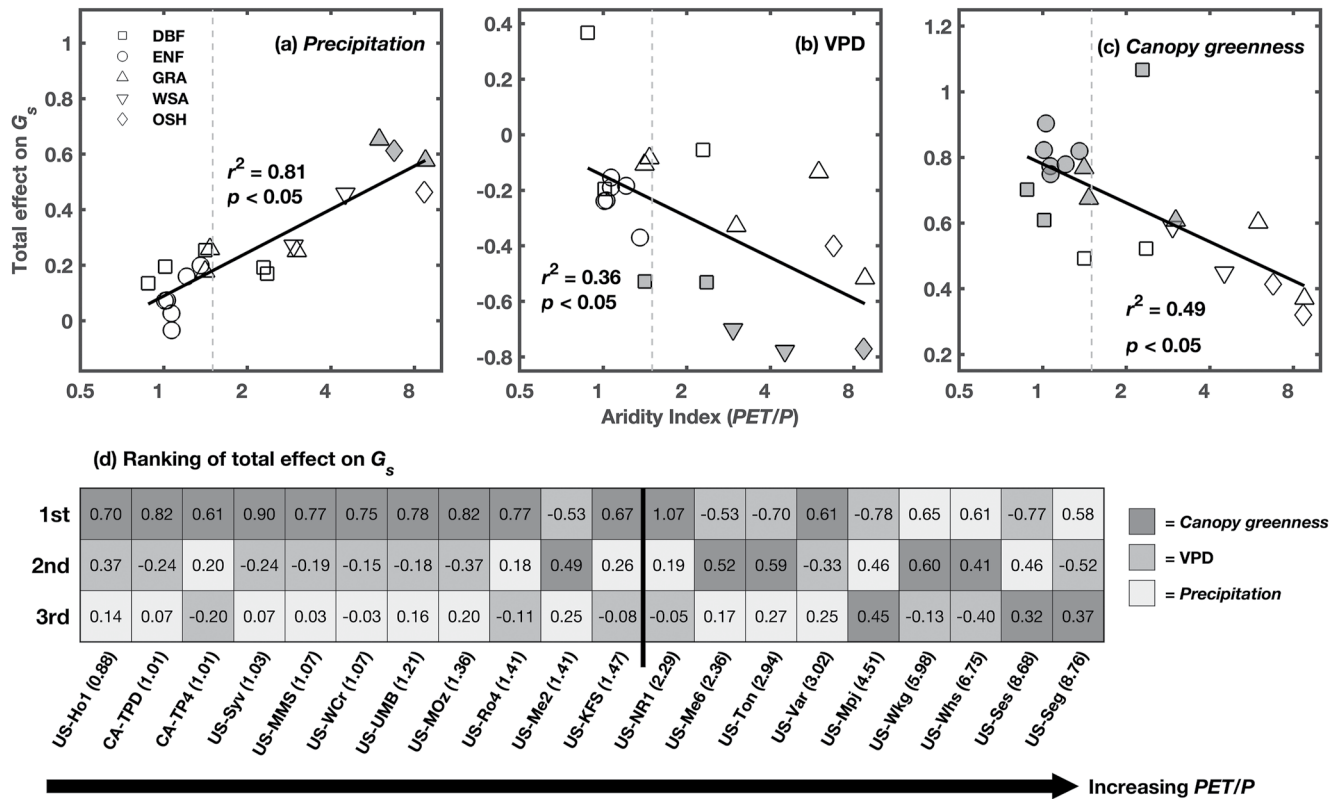 (a) Precipitation
DBF
ENF
GRA
WSA
OSH
r² = 0.81
p < 0.05
Total effect on Gs
1
0.8
0.6
0.4
0.2
0
0.5 1 2 4 8
(b) VPD
r² = 0.36
p < 0.05
0.4
0.2
0
-0.2
-0.4
-0.6
-0.8
0.5 1 2 4 8
Aridity Index (PET/P)
(c) Canopy greenness
r² = 0.49
p < 0.05
1.2
1
0.8
0.6
0.4
0.2
0.5 1 2 4 8
(d) Ranking of total effect on Gs
1st 0.70 0.82 0.61 0.90 0.77 0.75 0.78 0.82 0.77 -0.53 0.67 1.07 -0.53 -0.70 0.61 -0.78 0.65 0.61 -0.77 0.58
2nd 0.37 -0.24 0.20 -0.24 -0.19 -0.15 -0.18 -0.37 0.18 0.49 0.26 0.19 0.52 0.59 -0.33 0.46 0.60 0.41 0.46 -0.52
3rd 0.14 0.07 -0.20 0.07 0.03 -0.03 0.16 0.20 -0.11 0.25 -0.08 -0.05 0.17 0.27 0.25 0.45 -0.13 -0.40 0.32 0.37
US-Ho1 (0.88)
CA-TPD (1.01)
CA-TP4 (1.01)
US-Syv (1.03)
US-MMS (1.07)
US-WCr (1.07)
US-UMB (1.21)
US-MOz (1.36)
US-Ro4 (1.41)
US-Me2 (1.41)
US-KFS (1.47)
US-NR1 (2.29)
US-Me6 (2.36)
US-Ton (2.94)
US-Var (3.02)
US-Mpj (4.51)
US-Wkg (5.98)
US-Whs (6.75)
US-Ses (8.68)
US-Seg (8.76)
= Canopy greenness
= VPD
= Precipitation
Increasing PET/P